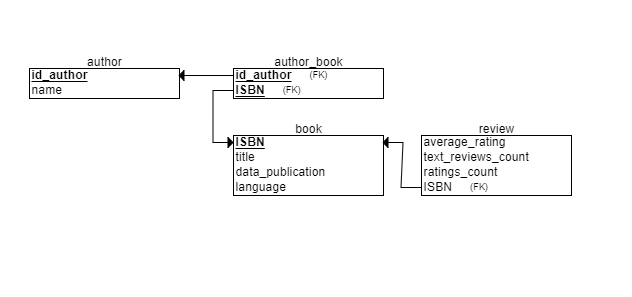 author
id_author
name
author_book
id_author (FK)
ISBN (FK)
book
ISBN
title
data_publication
language
review
average_rating
text_reviews_count
ratings_count
ISBN (FK)